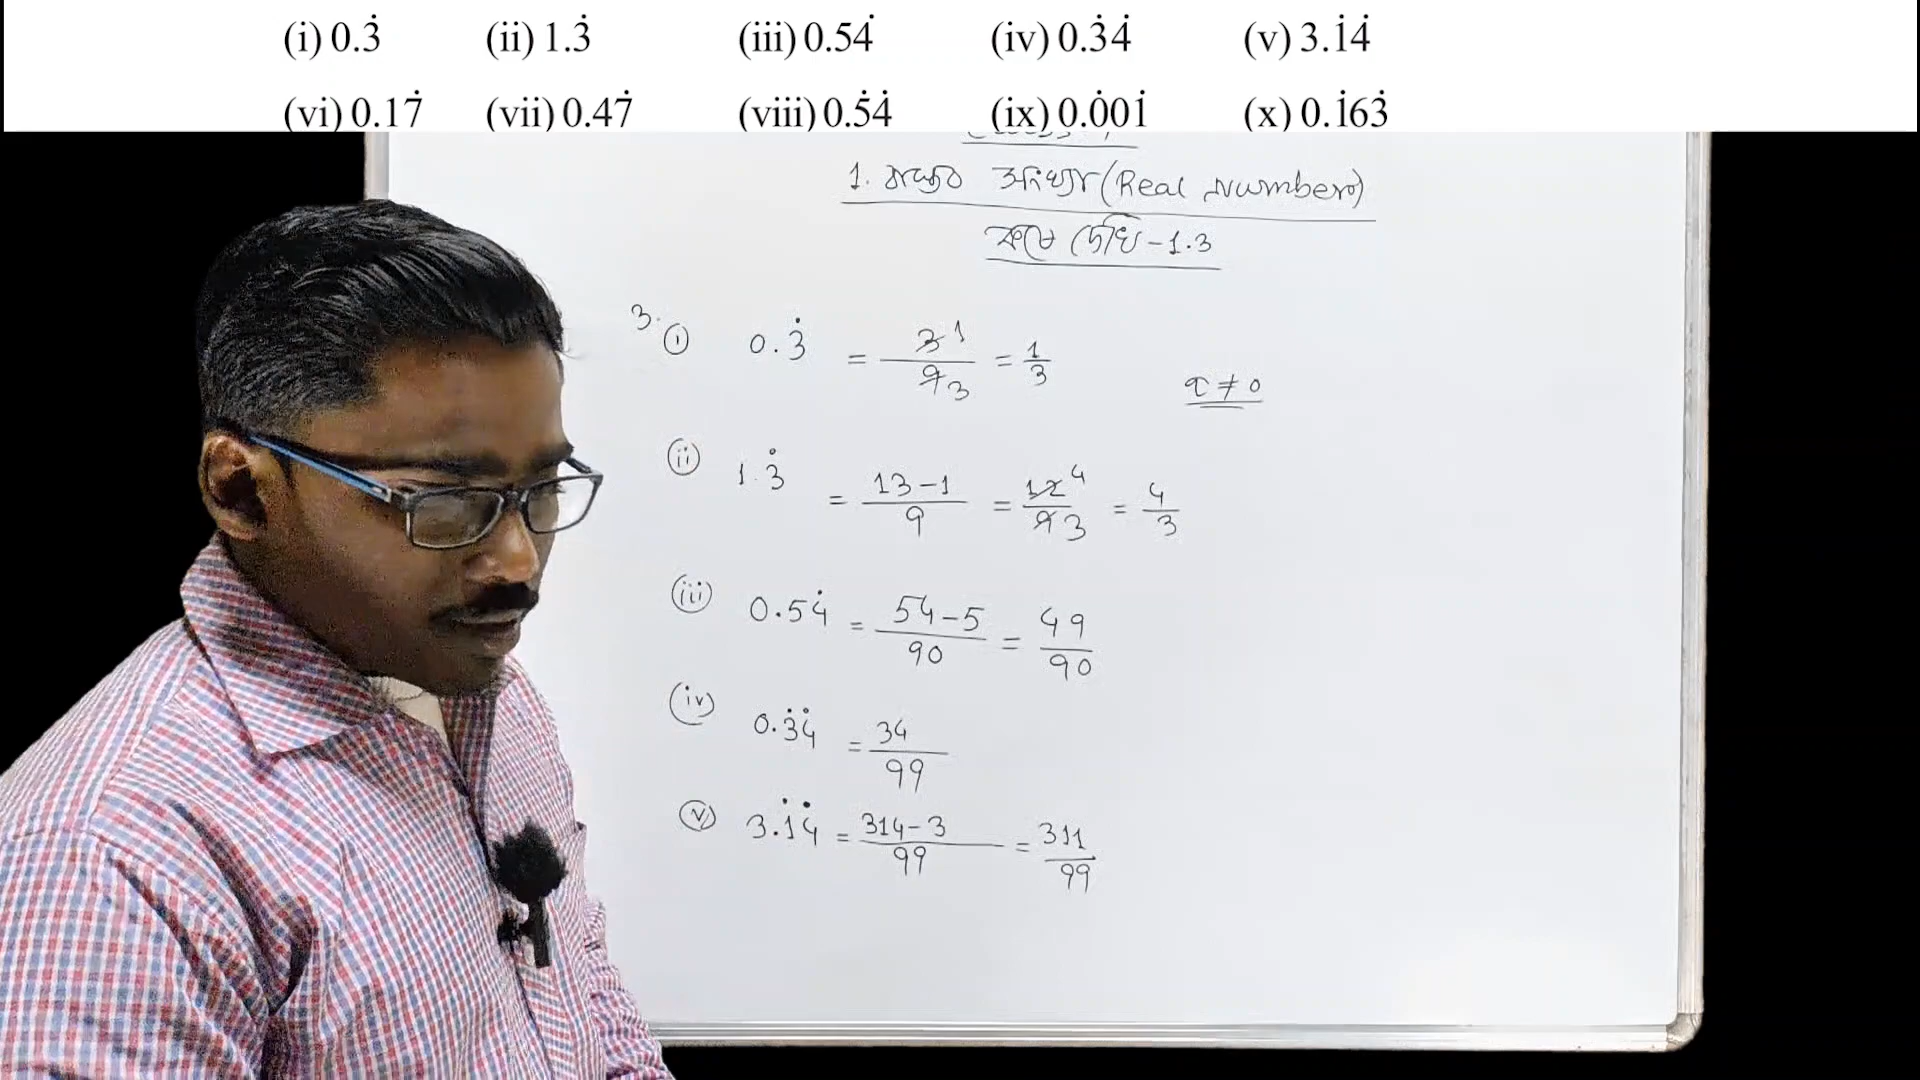 (i) 0.3̇ (ii) 1.3̇ (iii) 0.54̇ (iv) 0.3̇4̇ (v) 3.1̇4̇
(vi) 0.17̇ (vii) 0.47̇ (viii) 0.5̇4̇ (ix) 0.0̇01̇ (x) 0.1̇63̇
1. বাস্তব সংখ্যা (Real Numbers)
কষে দেখি - 1.3
3. (i) 0.3̇ = 3 1 / 9 3 = 1/3
q ≠ 0
(ii) 1.3̇ = 13-1 / 9 = 12 4 / 9 3 = 4/3
(iii) 0.54̇ = 54-5 / 90 = 49/90
(iv) 0.3̇4̇ = 34/99
(v) 3.1̇4̇ = 314-3 / 99 = 311/99